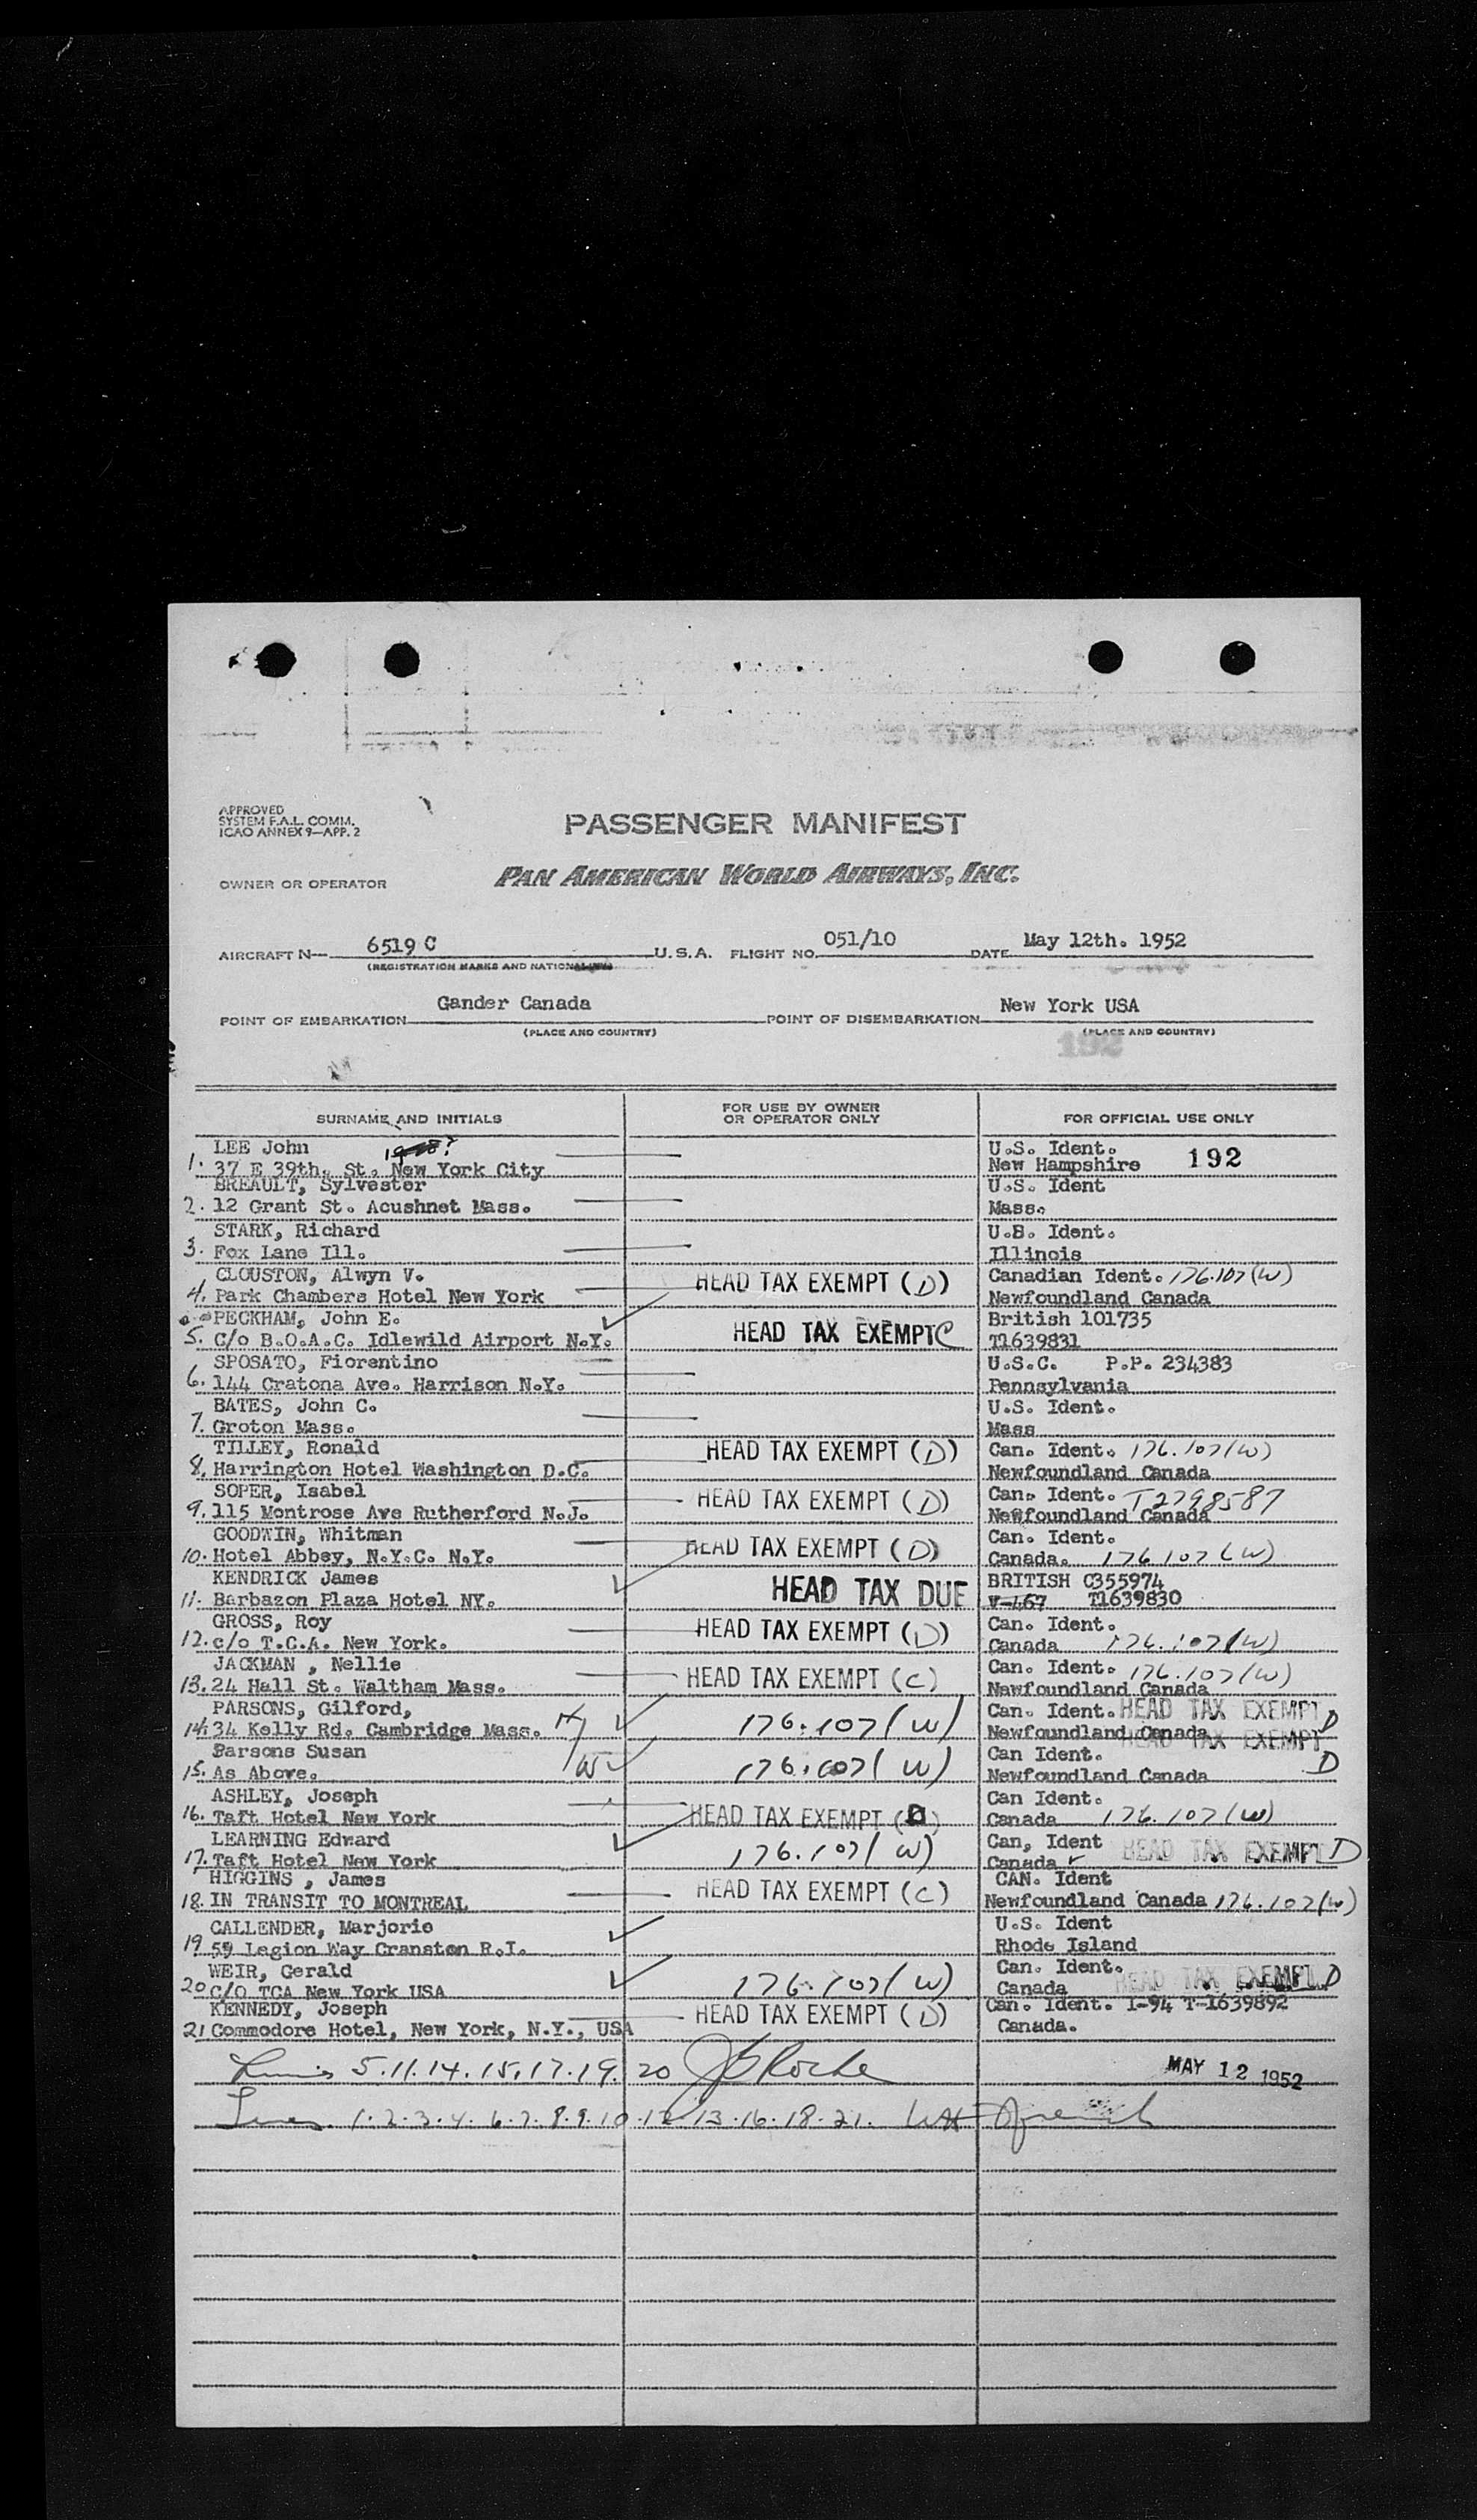 APPROVED
SYSTEM F.A.L. COMM.
ICAO ANNEX 9—APP. 2
PASSENGER MANIFEST
OWNER OR OPERATOR PAN AMERICAN WORLD AIRWAYS, INC.
AIRCRAFT N— 6519 C U.S.A. FLIGHT NO. 051/10 DATE May 12th. 1952
(REGISTRATION MARKS AND NATIONALITY)
POINT OF EMBARKATION Gander Canada POINT OF DISEMBARKATION New York USA
(PLACE AND COUNTRY) (PLACE AND COUNTRY)
192
SURNAME AND INITIALS FOR USE BY OWNER OR OPERATOR ONLY FOR OFFICIAL USE ONLY
LEE John U.S. Ident.
1. 37 E 39th. St. New York City New Hampshire 192
BREAULT, Sylvester U.S. Ident
2. 12 Grant St. Acushnet Mass. Mass.
STARK, Richard U.S. Ident.
3. Fox Lane Ill. Illinois
CLOUSTON, Alwyn V. HEAD TAX EXEMPT (D) Canadian Ident. 176.107(W)
4. Park Chambers Hotel New York Newfoundland Canada
PECKHAM, John E. British 101735
5. C/o B.O.A.C. Idlewild Airport N.Y. HEAD TAX EXEMPT C T1639831
SPOSATO, Fiorentino U.S.C. P.P. 234383
6. 144 Cratona Ave. Harrison N.Y. Pennsylvania
BATES, John C. U.S. Ident.
7. Groton Mass. Mass
TILLEY, Ronald HEAD TAX EXEMPT (D) Can. Ident. 176.107(W)
8. Harrington Hotel Washington D.C. Newfoundland Canada
SOPER, Isabel HEAD TAX EXEMPT (D) Can. Ident. T2798587
9. 115 Montrose Ave Rutherford N.J. Newfoundland Canada
GOODWIN, Whitman HEAD TAX EXEMPT (D) Can. Ident.
10. Hotel Abbey, N.Y.C. N.Y. Canada. 176.107(W)
KENDRICK James HEAD TAX DUE BRITISH C355974
11. Barbazon Plaza Hotel NY. V-467 T1639830
GROSS, Roy HEAD TAX EXEMPT (D) Can. Ident.
12. c/o T.C.A. New York. Canada 176.107(W)
JACKMAN , Nellie HEAD TAX EXEMPT (C) Can. Ident. 176.107(W)
13. 24 Hall St. Waltham Mass. Newfoundland Canada
PARSONS, Gilford, Can. Ident. HEAD TAX EXEMPT D
14. 34 Kelly Rd. Cambridge Mass. 176.107(W) Newfoundland Canada HEAD TAX EXEMPT
Parsons Susan Can Ident. D
15. As Above. W 176.107(W) Newfoundland Canada
ASHLEY, Joseph HEAD TAX EXEMPT (D) Can Ident.
16. Taft Hotel New York Canada 176.107(W)
LEARNING Edward 176.107(W) Can, Ident HEAD TAX EXEMPT D
17. Taft Hotel New York Canada
HIGGINS , James HEAD TAX EXEMPT (C) CAN. Ident
18. IN TRANSIT TO MONTREAL Newfoundland Canada 176.107(W)
CALLENDER, Marjorie U.S. Ident
19 59 Legion Way Cranston R.I. Rhode Island
WEIR, Gerald Can. Ident.
20 C/O TCA New York USA 176.107(W) Canada HEAD TAX EXEMPT D
KENNEDY, Joseph HEAD TAX EXEMPT (D) Can. Ident. I-94 T-1639892
21 Commodore Hotel, New York, N.Y., USA Canada.
5.11.14.15.17.19.20 MAY 12 1952
Lines 1.2.3.4. 6.7.8.9.10.12.13.16.18.21.